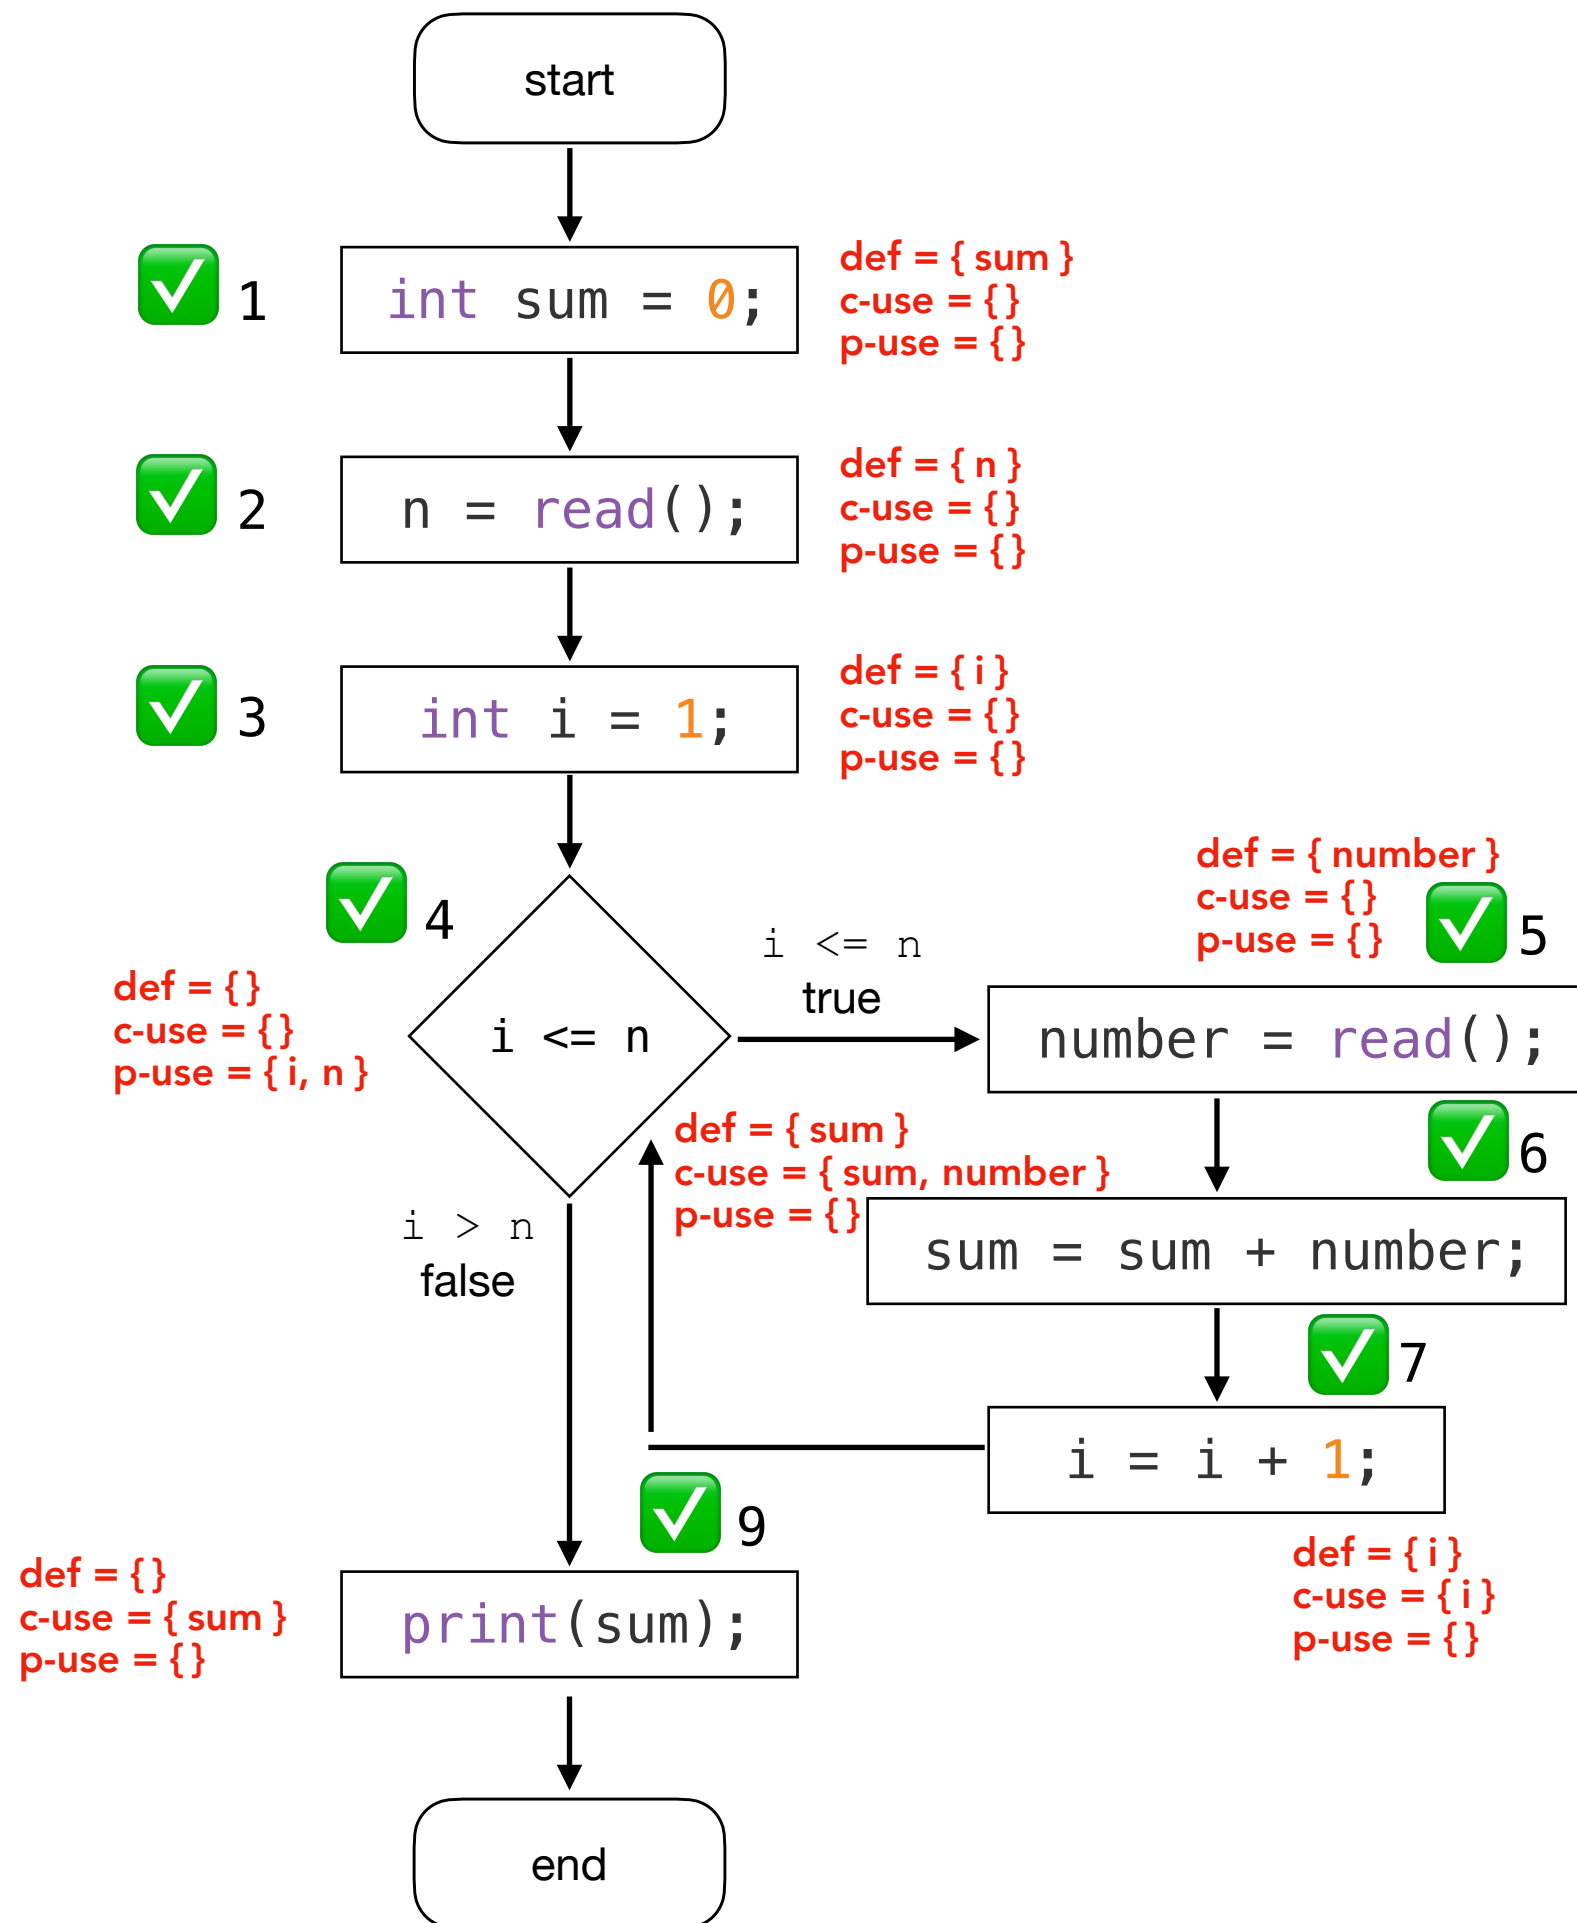 start
1
int sum = 0;
def = { sum }
c-use = {}
p-use = {}
2
n = read();
def = { n }
c-use = {}
p-use = {}
3
int i = 1;
def = { i }
c-use = {}
p-use = {}
4
def = {}
c-use = {}
p-use = { i, n }
i <= n
i <= n
true
def = { number }
c-use = {}
p-use = {}
5
number = read();
6
def = { sum }
c-use = { sum, number }
p-use = {}
sum = sum + number;
i > n
false
7
i = i + 1;
def = { i }
c-use = { i }
p-use = {}
9
def = {}
c-use = { sum }
p-use = {}
print(sum);
end